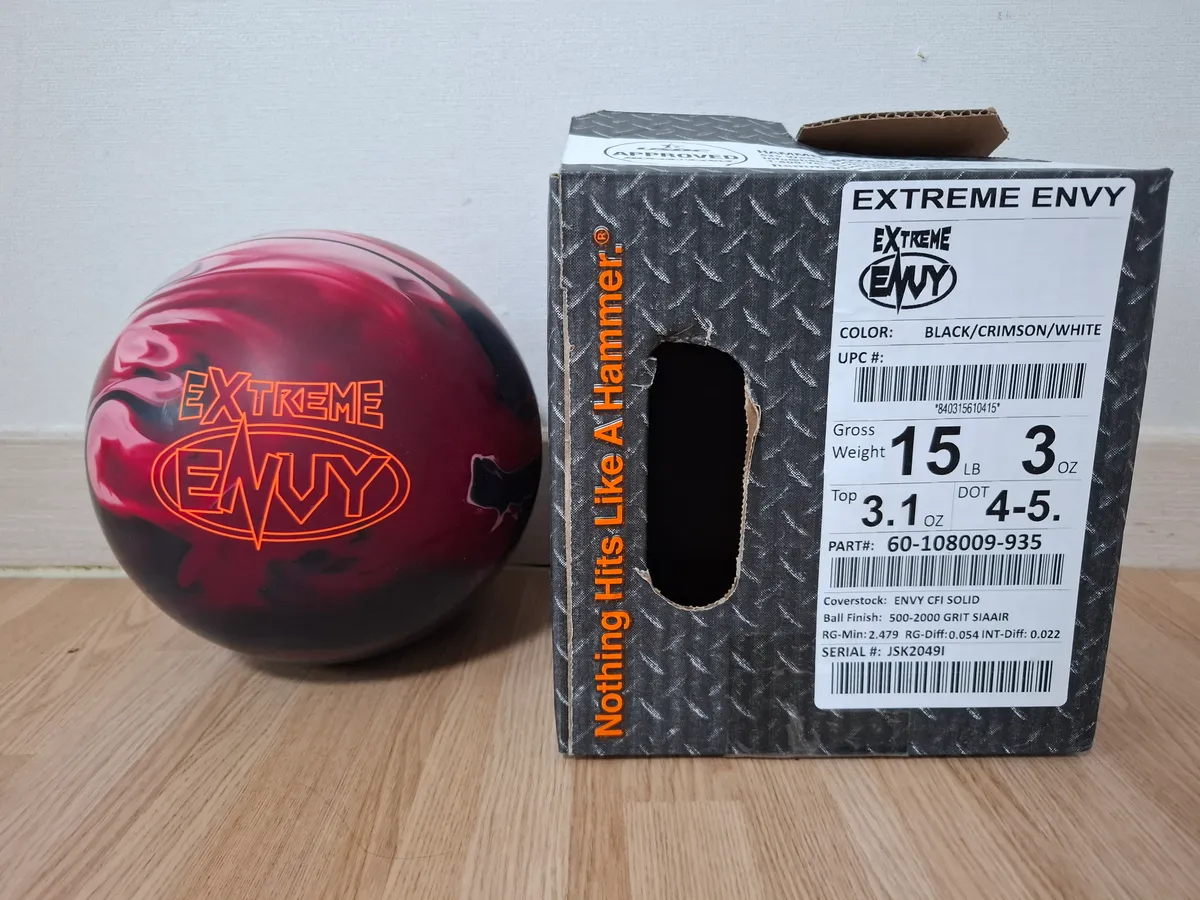 EXTREME
ENVY
APPROVED
Nothing Hits Like A Hammer.®
EXTREME ENVY
EXTREME
ENVY
COLOR: BLACK/CRIMSON/WHITE
UPC #:
*840315610415*
Gross Weight 15 LB 3 OZ
Top 3.1 OZ DOT 4-5.
PART#: 60-108009-935
Coverstock: ENVY CFI SOLID
Ball Finish: 500-2000 GRIT SIAAIR
RG-Min: 2.479 RG-Diff: 0.054 INT-Diff: 0.022
SERIAL #: JSK2049I